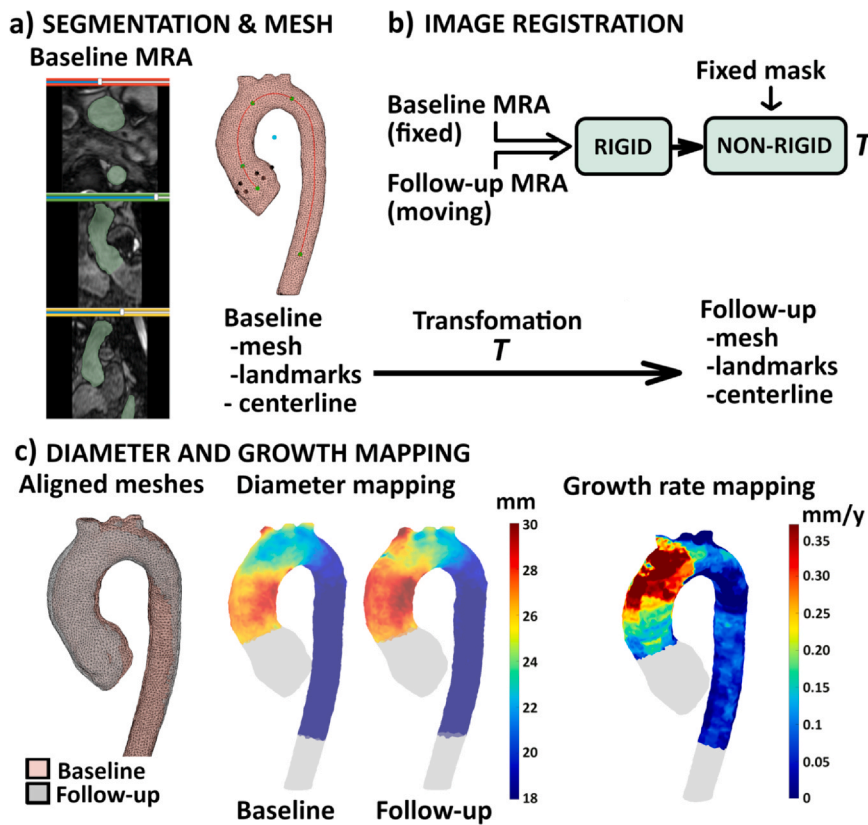 a) SEGMENTATION & MESH
Baseline MRA
b) IMAGE REGISTRATION
Fixed mask
Baseline MRA
(fixed)
RIGID
NON-RIGID
T
Follow-up MRA
(moving)
Baseline
-mesh
-landmarks
- centerline
Transfomation
T
Follow-up
-mesh
-landmarks
-centerline
c) DIAMETER AND GROWTH MAPPING
Aligned meshes
Baseline
Follow-up
Diameter mapping
mm
30
28
26
24
22
20
18
Baseline
Follow-up
Growth rate mapping
mm/y
0.35
0.30
0.25
0.20
0.15
0.1
0.05
0